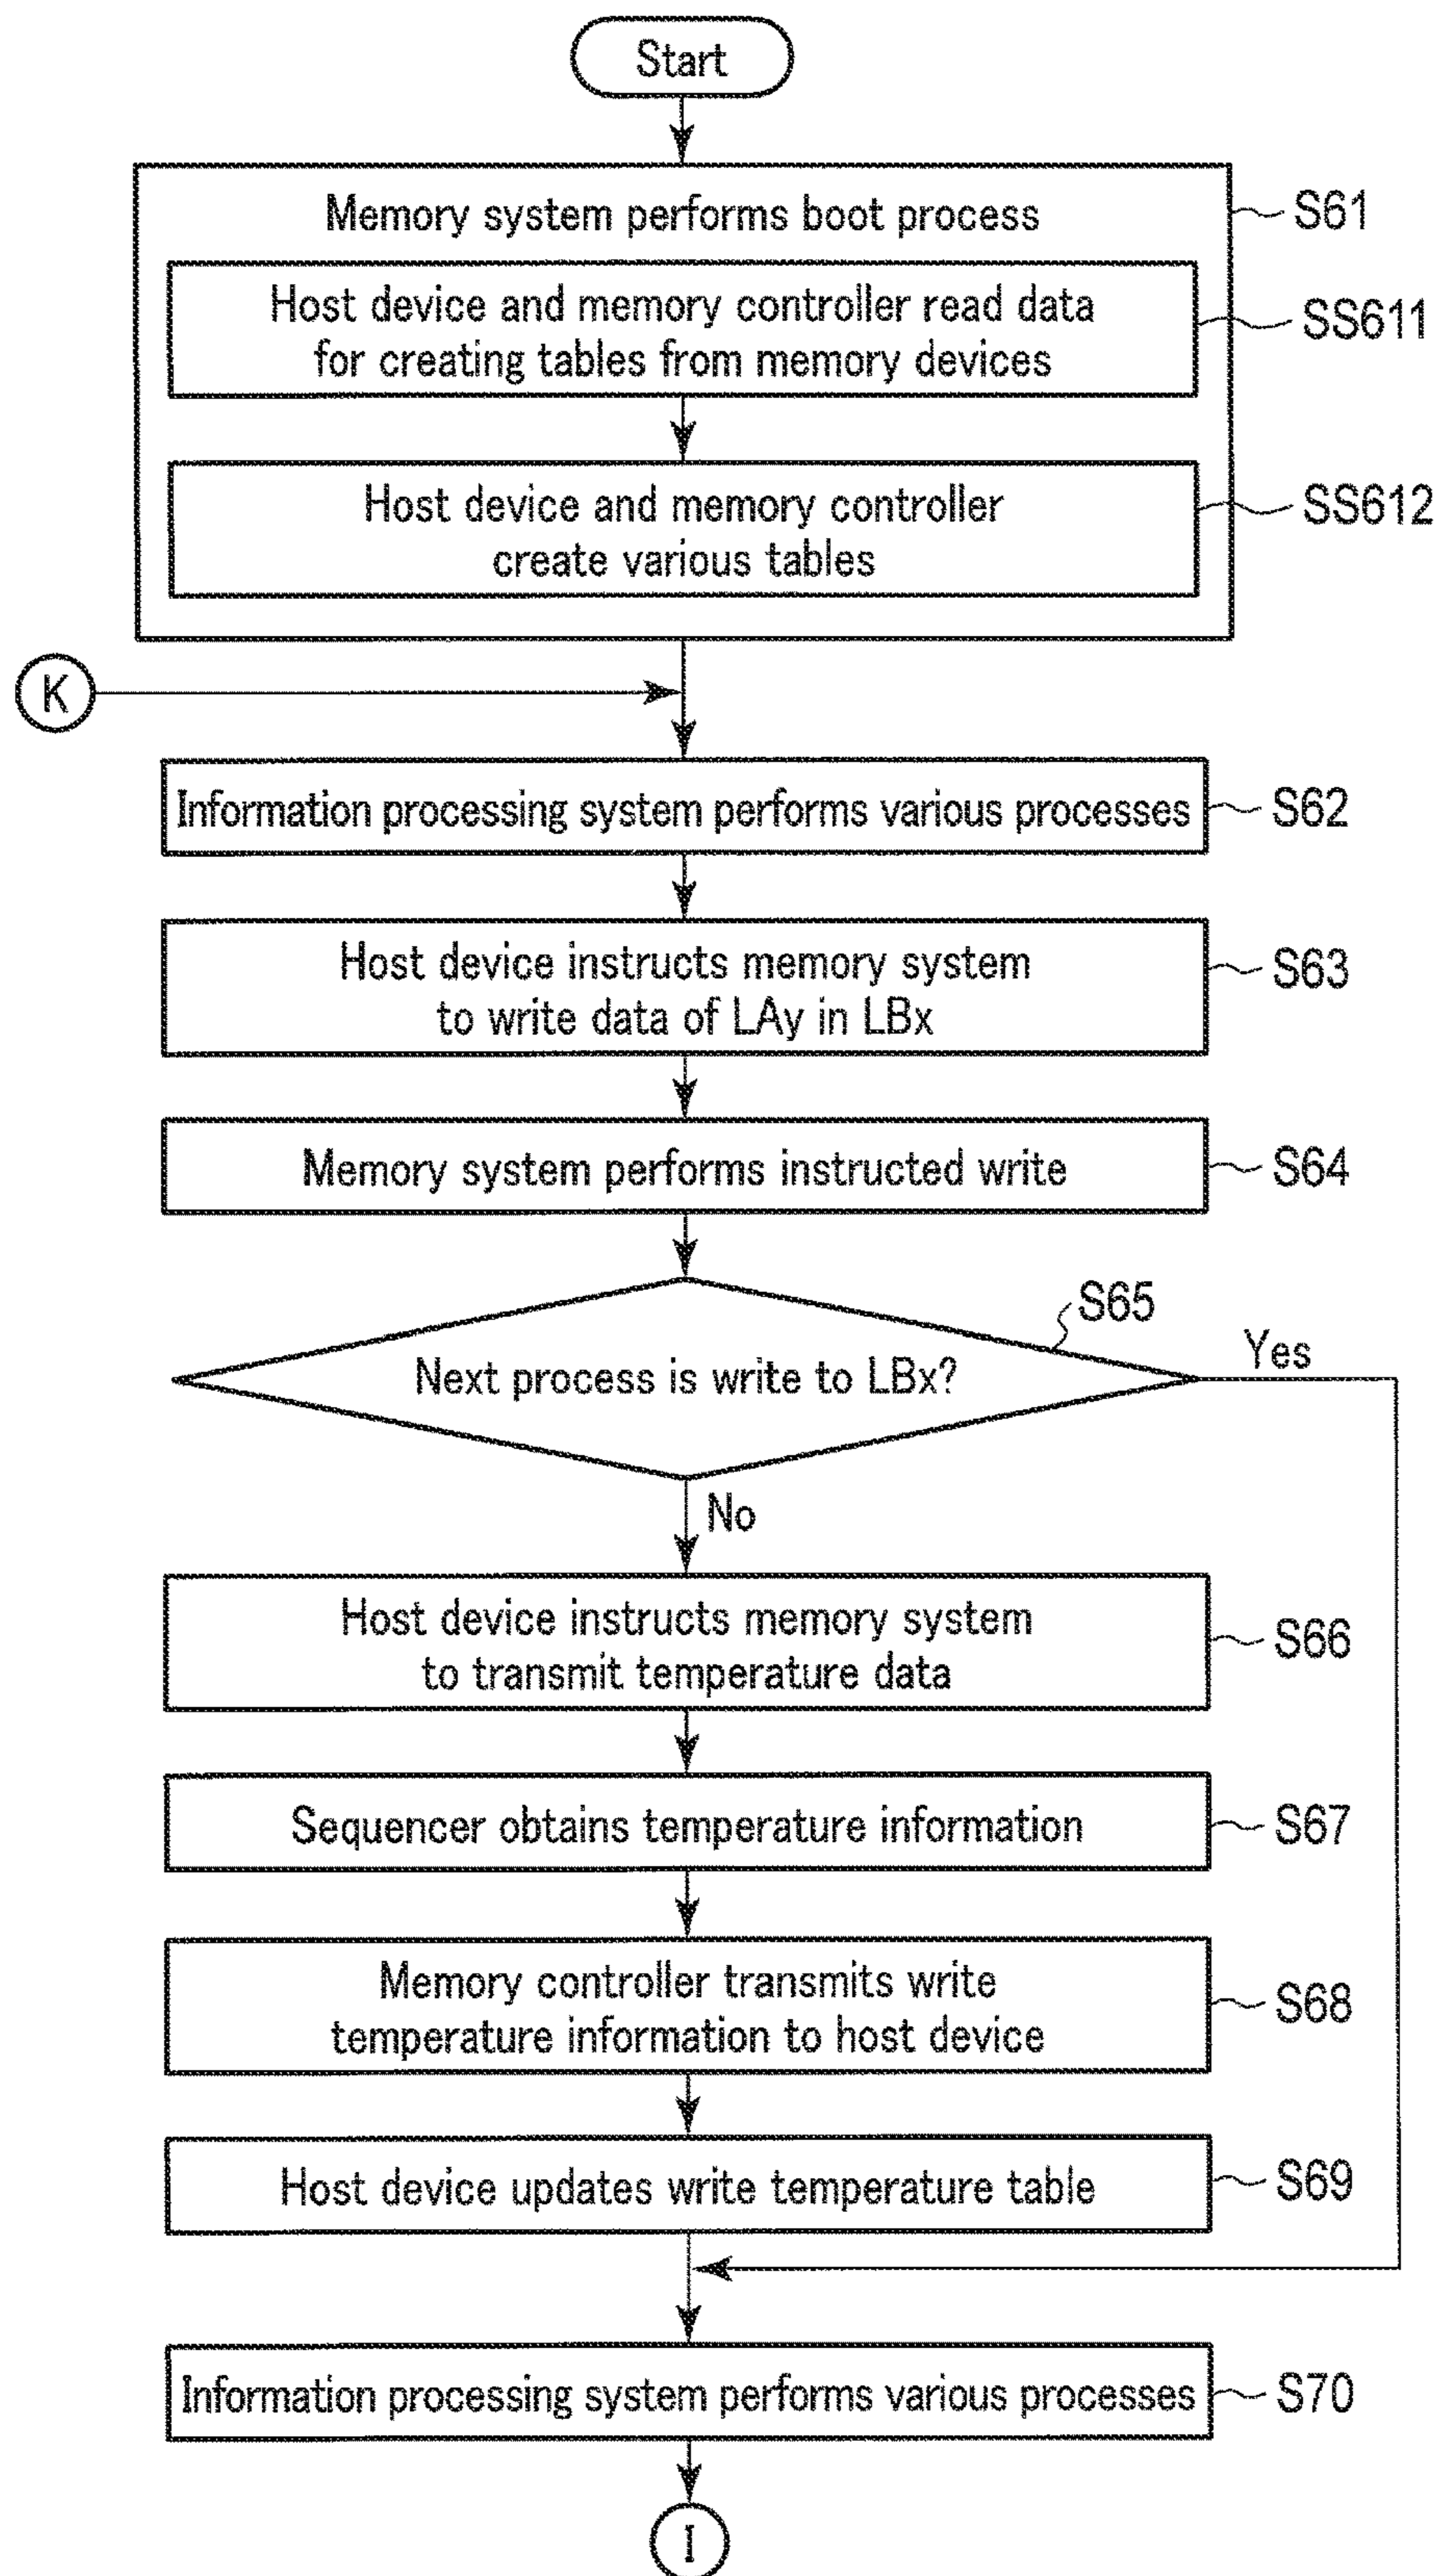 Start
Memory system performs boot process
S61
Host device and memory controller read data
for creating tables from memory devices
SS611
Host device and memory controller
create various tables
SS612
K
Information processing system performs various processes
S62
Host device instructs memory system
to write data of LAy in LBx
S63
Memory system performs instructed write
S64
S65
Next process is write to LBx?
Yes
No
Host device instructs memory system
to transmit temperature data
S66
Sequencer obtains temperature information
S67
Memory controller transmits write
temperature information to host device
S68
Host device updates write temperature table
S69
Information processing system performs various processes
S70
I